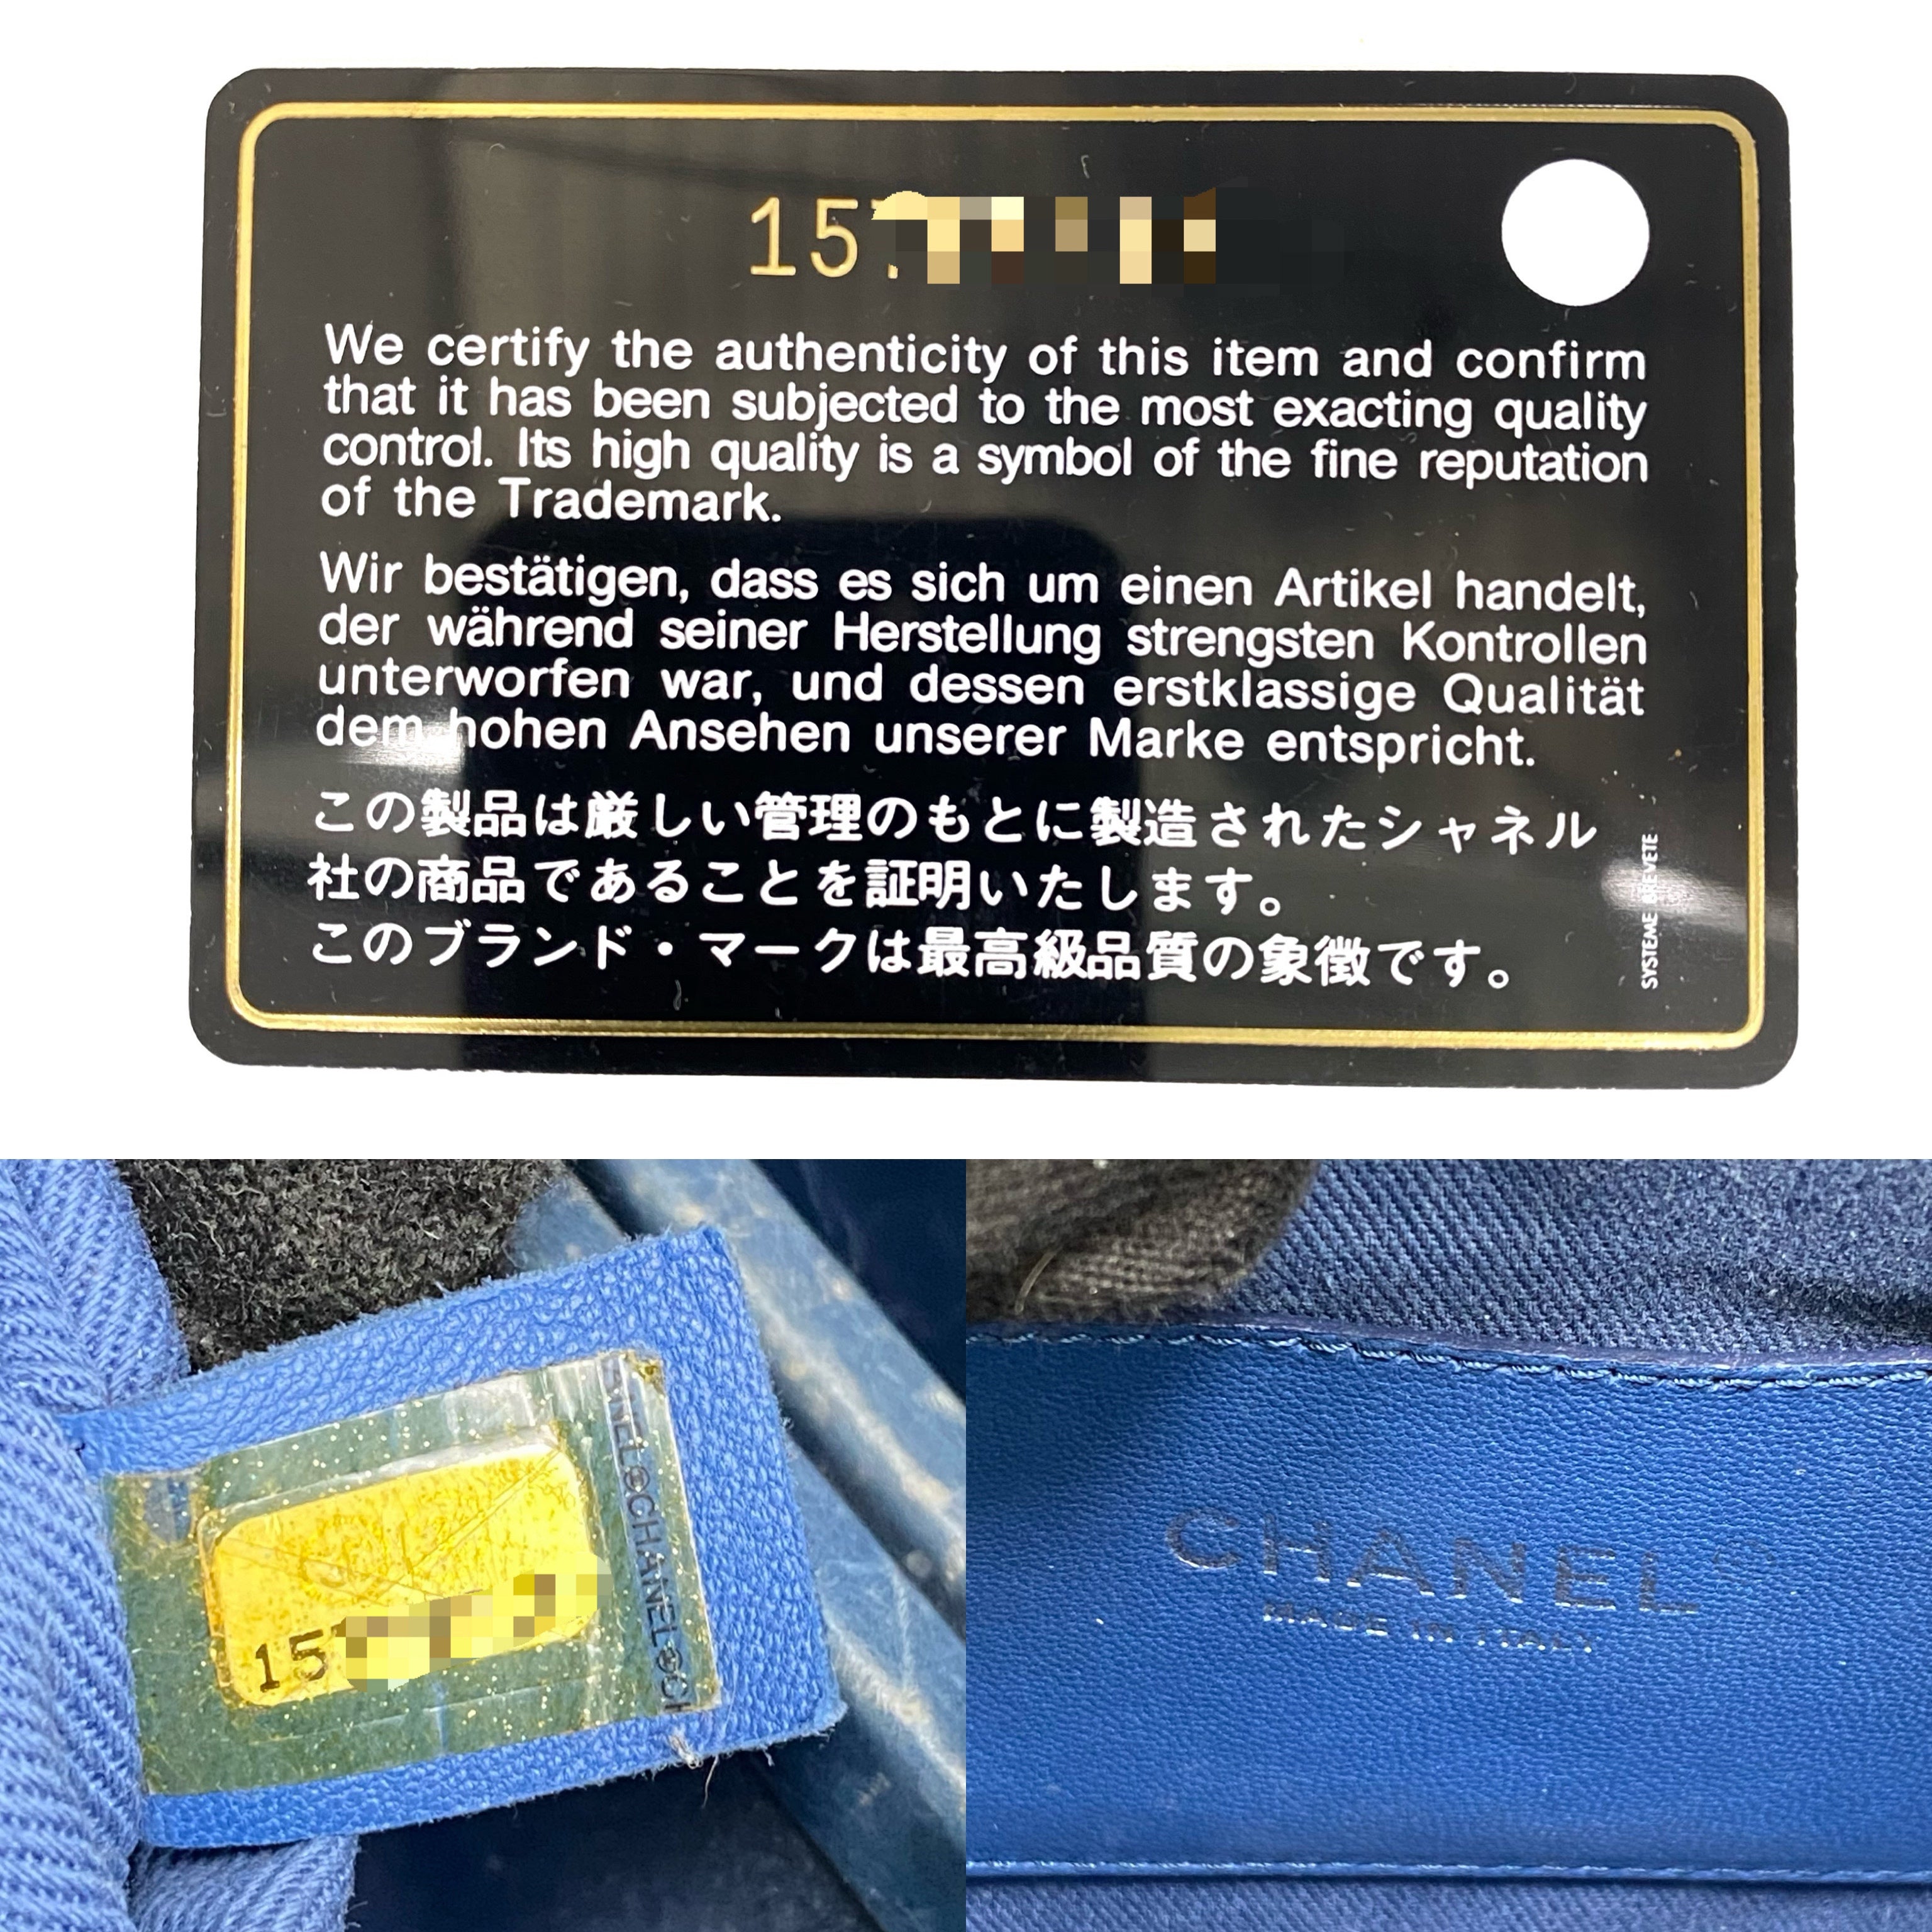 15
We certify the authenticity of this item and confirm
that it has been subjected to the most exacting quality
control. Its high quality is a symbol of the fine reputation
of the Trademark.
Wir bestätigen, dass es sich um einen Artikel handelt,
der während seiner Herstellung strengsten Kontrollen
unterworfen war, und dessen erstklassige Qualität
dem hohen Ansehen unserer Marke entspricht.
この製品は厳しい管理のもとに製造されたシャネル
社の商品であることを証明いたします。
このブランド・マークは最高級品質の象徴です。
SYSTEME BREVETE
15
CHANEL
CHANEL®
MADE IN ITALY